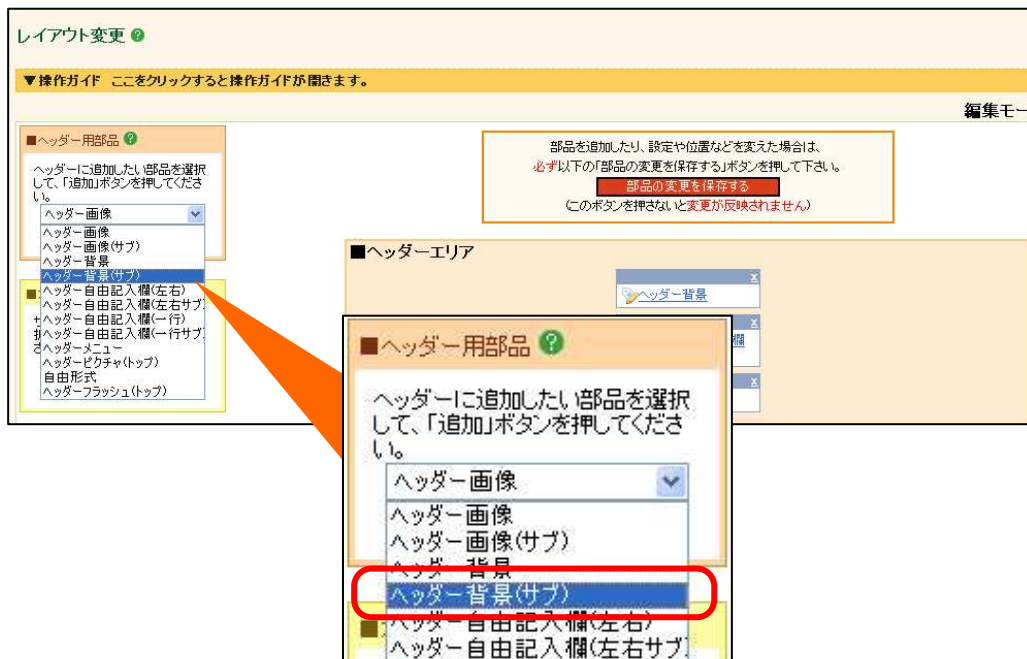 レイアウト変更 ?
▼操作ガイド ここをクリックすると操作ガイドが開きます。
編集モー
■ヘッダー用部品 ?
ヘッダーに追加したい部品を選択
して、「追加」ボタンを押してくださ
い。
ヘッダー画像
ヘッダー画像
ヘッダー画像(サブ)
ヘッダー背景
ヘッダー背景(サブ)
ヘッダー自由記入欄(左右)
ヘッダー自由記入欄(左右サブ
ヘッダー自由記入欄(一行)
ヘッダー自由記入欄(一行サブ
ヘッダーメニュー
ヘッダーピクチャ(トップ)
自由形式
ヘッダーフラッシュ(トップ)
部品を追加したり、設定や位置などを変えた場合は、
必ず以下の「部品の変更を保存する」ボタンを押して下さい。
部品の変更を保存する
(このボタンを押さないと変更が反映されません)
■ヘッダーエリア
x
ヘッダー背景
x
欄
x
■ヘッダー用部品 ?
ヘッダーに追加したい部品を選択
して、「追加」ボタンを押してくださ
い。
ヘッダー画像
ヘッダー画像
ヘッダー画像(サブ)
ヘッダー背景
ヘッダー背景(サブ)
ヘッダー自由記入欄(左右)
ヘッダー自由記入欄(左右サブ